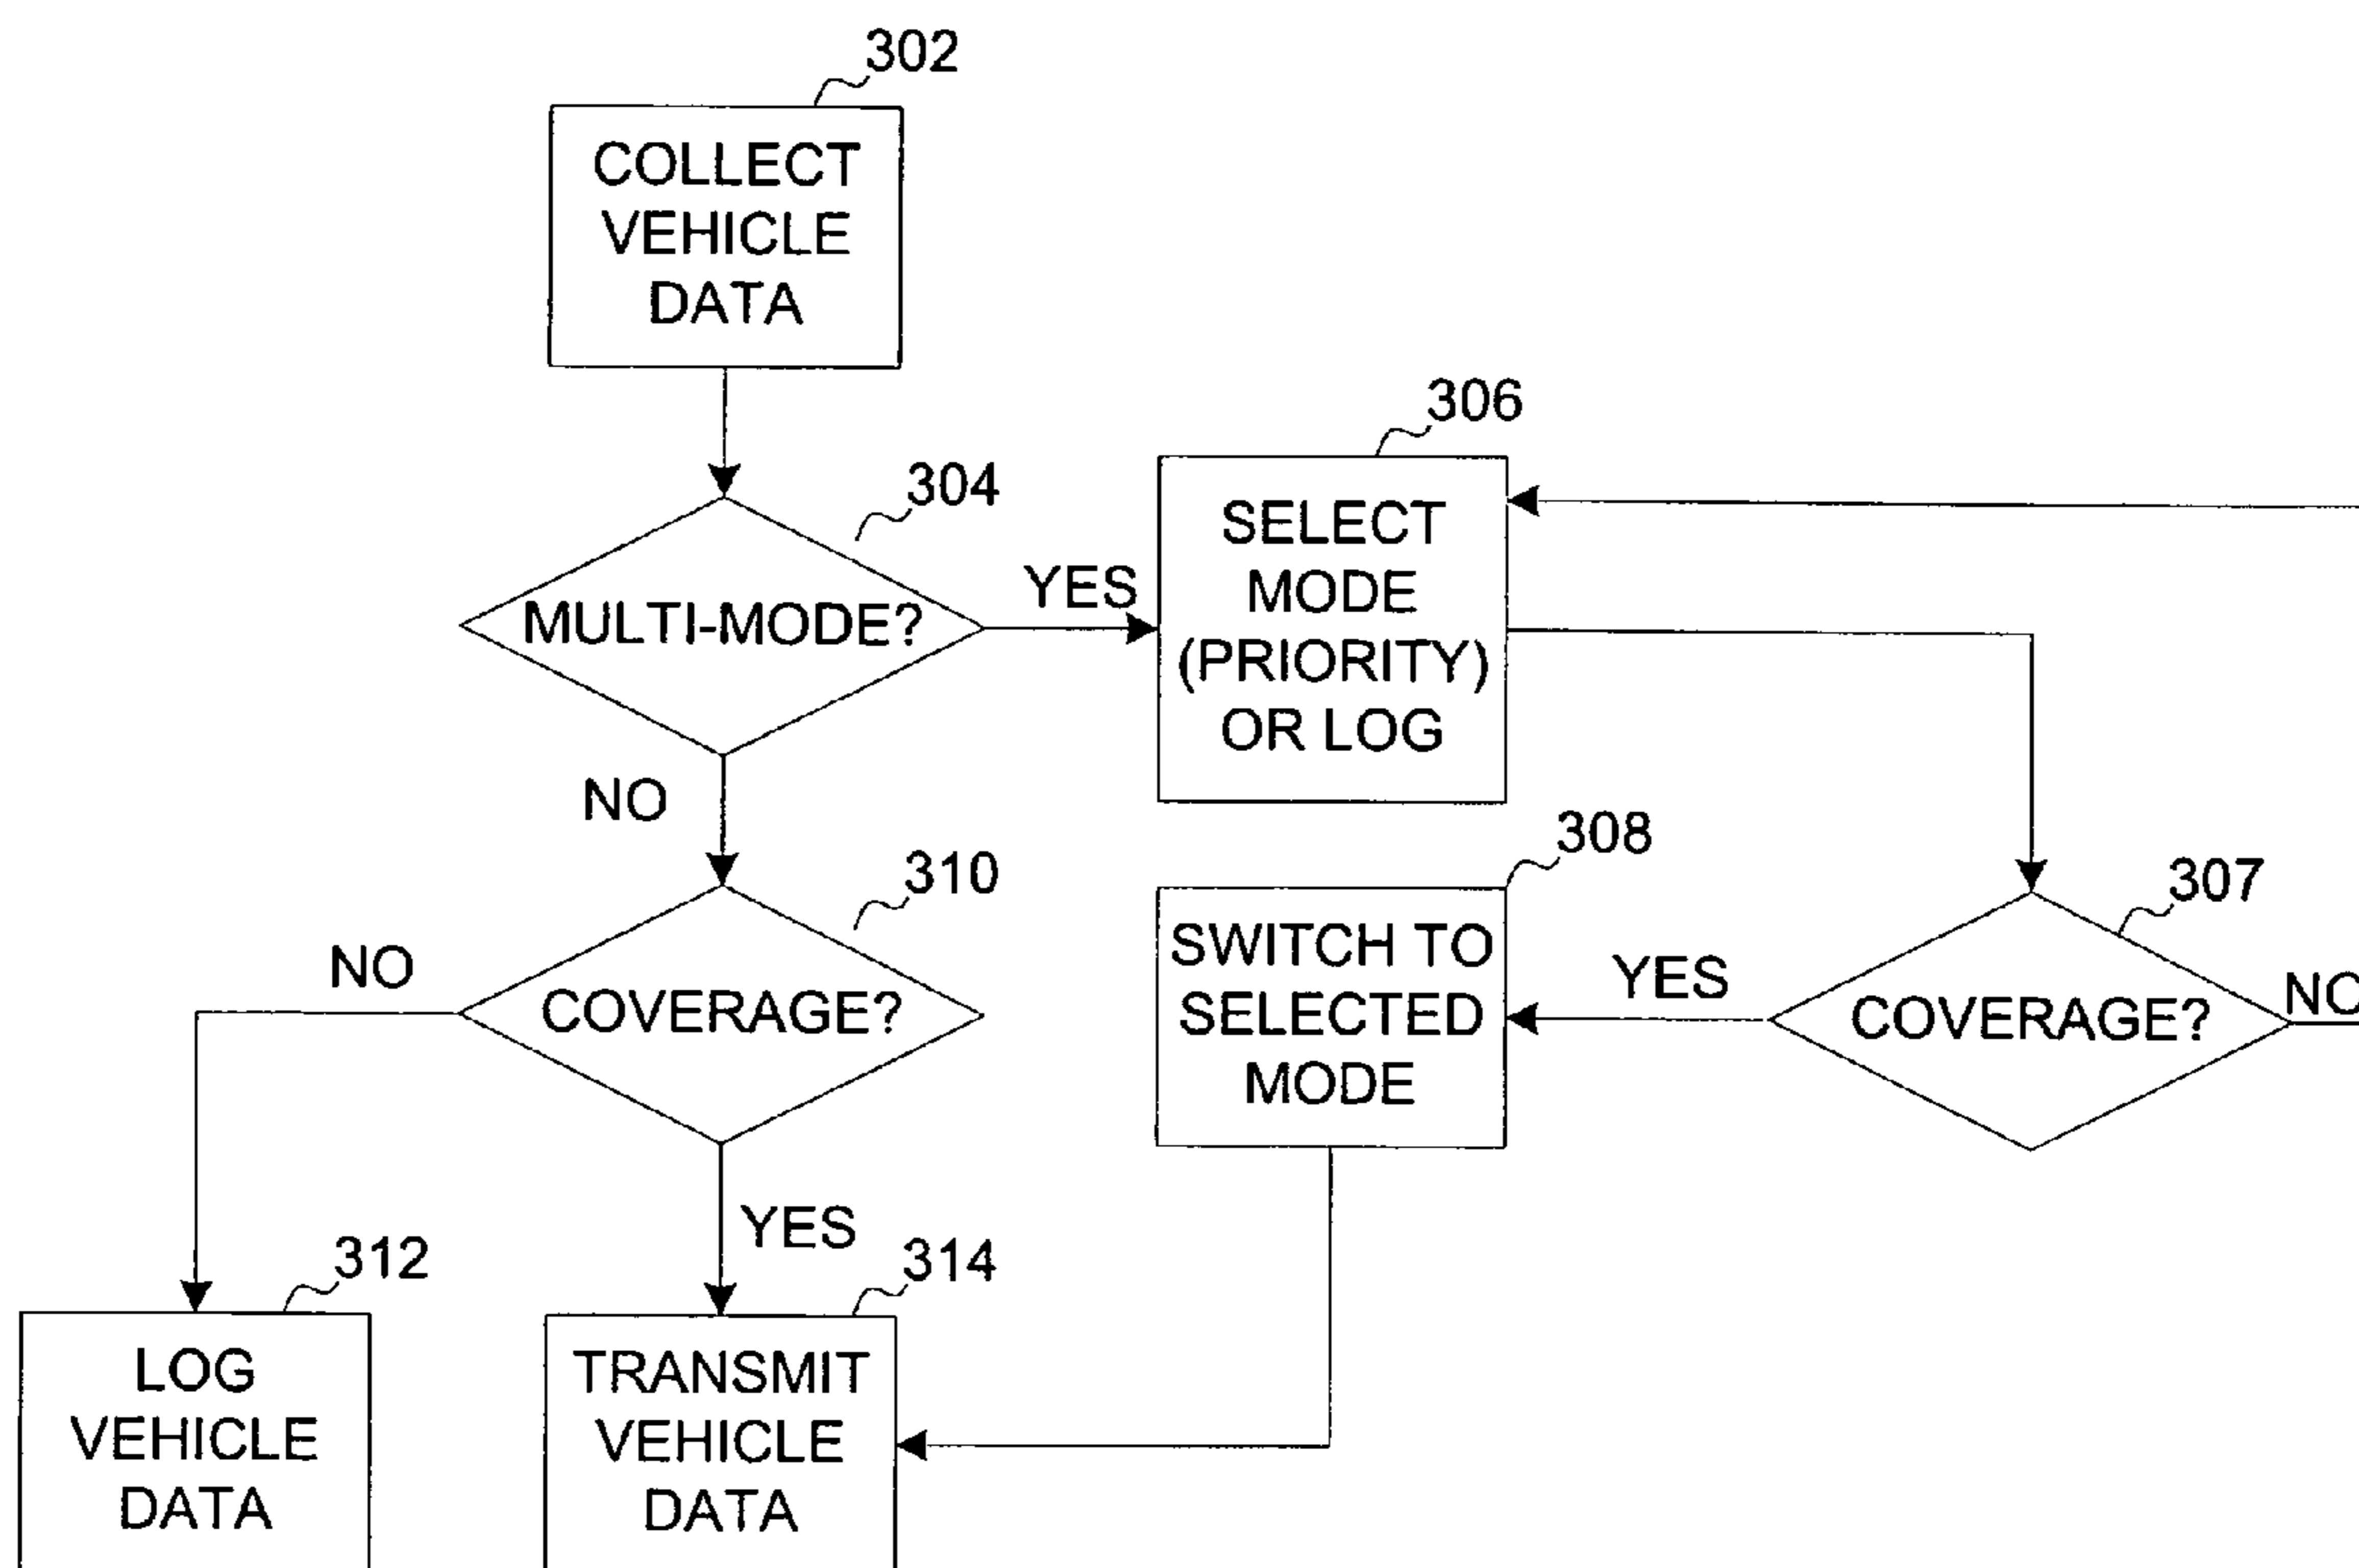 302
COLLECT
VEHICLE
DATA
304
MULTI-MODE?
YES
306
SELECT
MODE
(PRIORITY)
OR LOG
NO
310
COVERAGE?
NO
YES
308
SWITCH TO
SELECTED
MODE
YES
307
COVERAGE?
NO
312
LOG
VEHICLE
DATA
314
TRANSMIT
VEHICLE
DATA